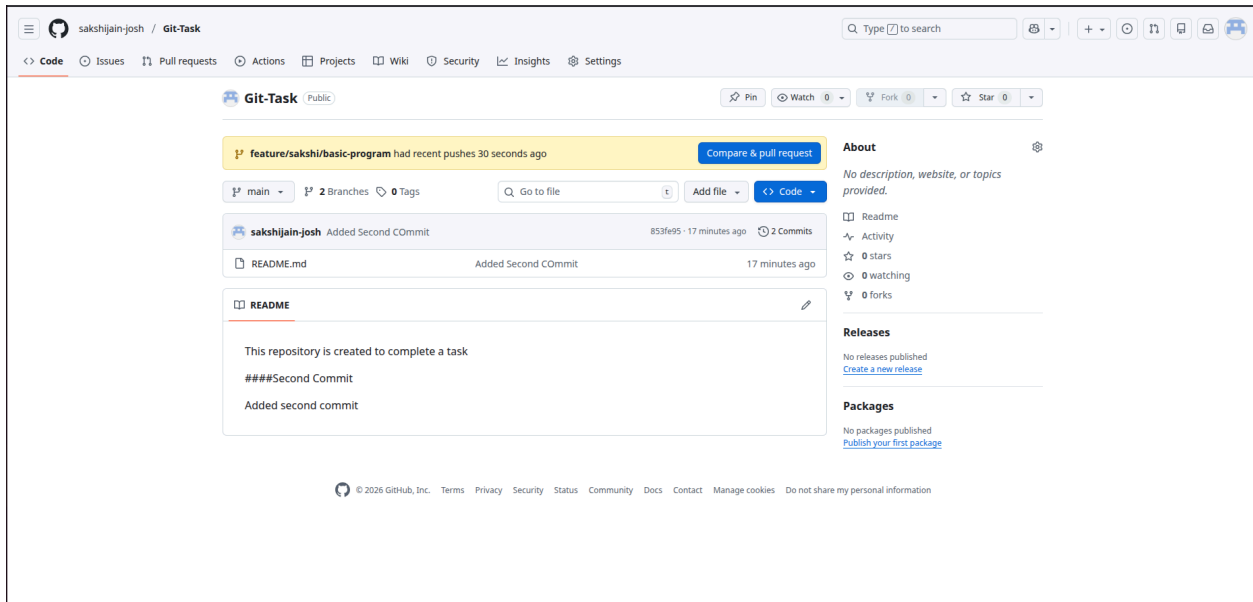 sakshijain-josh / Git-Task
Type / to search
Code Issues Pull requests Actions Projects Wiki Security Insights Settings
Git-Task Public
Pin Watch 0 Fork 0 Star 0
feature/sakshi/basic-program had recent pushes 30 seconds ago
Compare & pull request
main 2 Branches 0 Tags
Go to file t
Add file
<> Code
sakshijain-josh Added Second COmmit 853fe95 · 17 minutes ago 2 Commits
README.md Added Second COmmit 17 minutes ago
README
This repository is created to complete a task
####Second Commit
Added second commit
About
No description, website, or topics
provided.
Readme
Activity
0 stars
0 watching
0 forks
Releases
No releases published
Create a new release
Packages
No packages published
Publish your first package
© 2026 GitHub, Inc. Terms Privacy Security Status Community Docs Contact Manage cookies Do not share my personal information